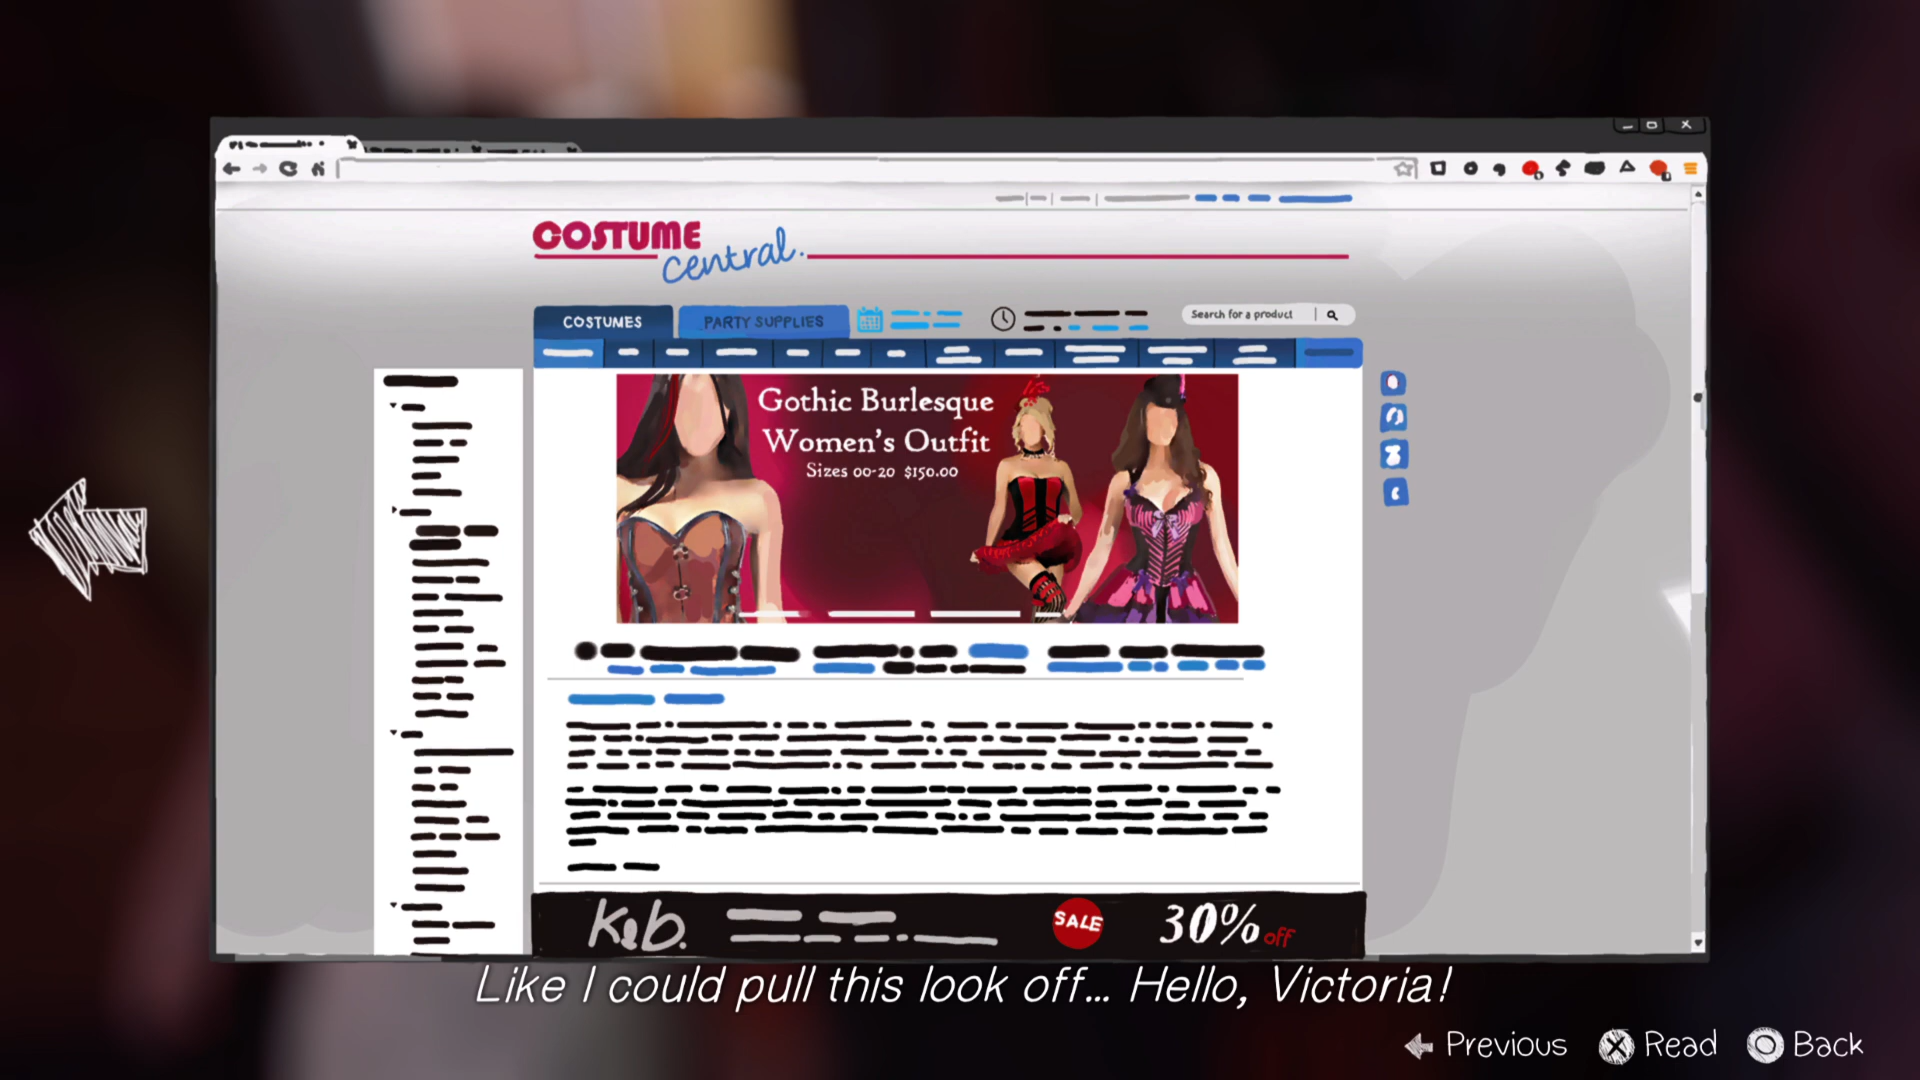 COSTUME
central.
COSTUMES
PARTY SUPPLIES
Search for a product
Gothic Burlesque
Women's Outfit
Sizes 00-20 $150.00
K&b.
SALE
30% off
Like I could pull this look off... Hello, Victoria!
Previous
Read
Back